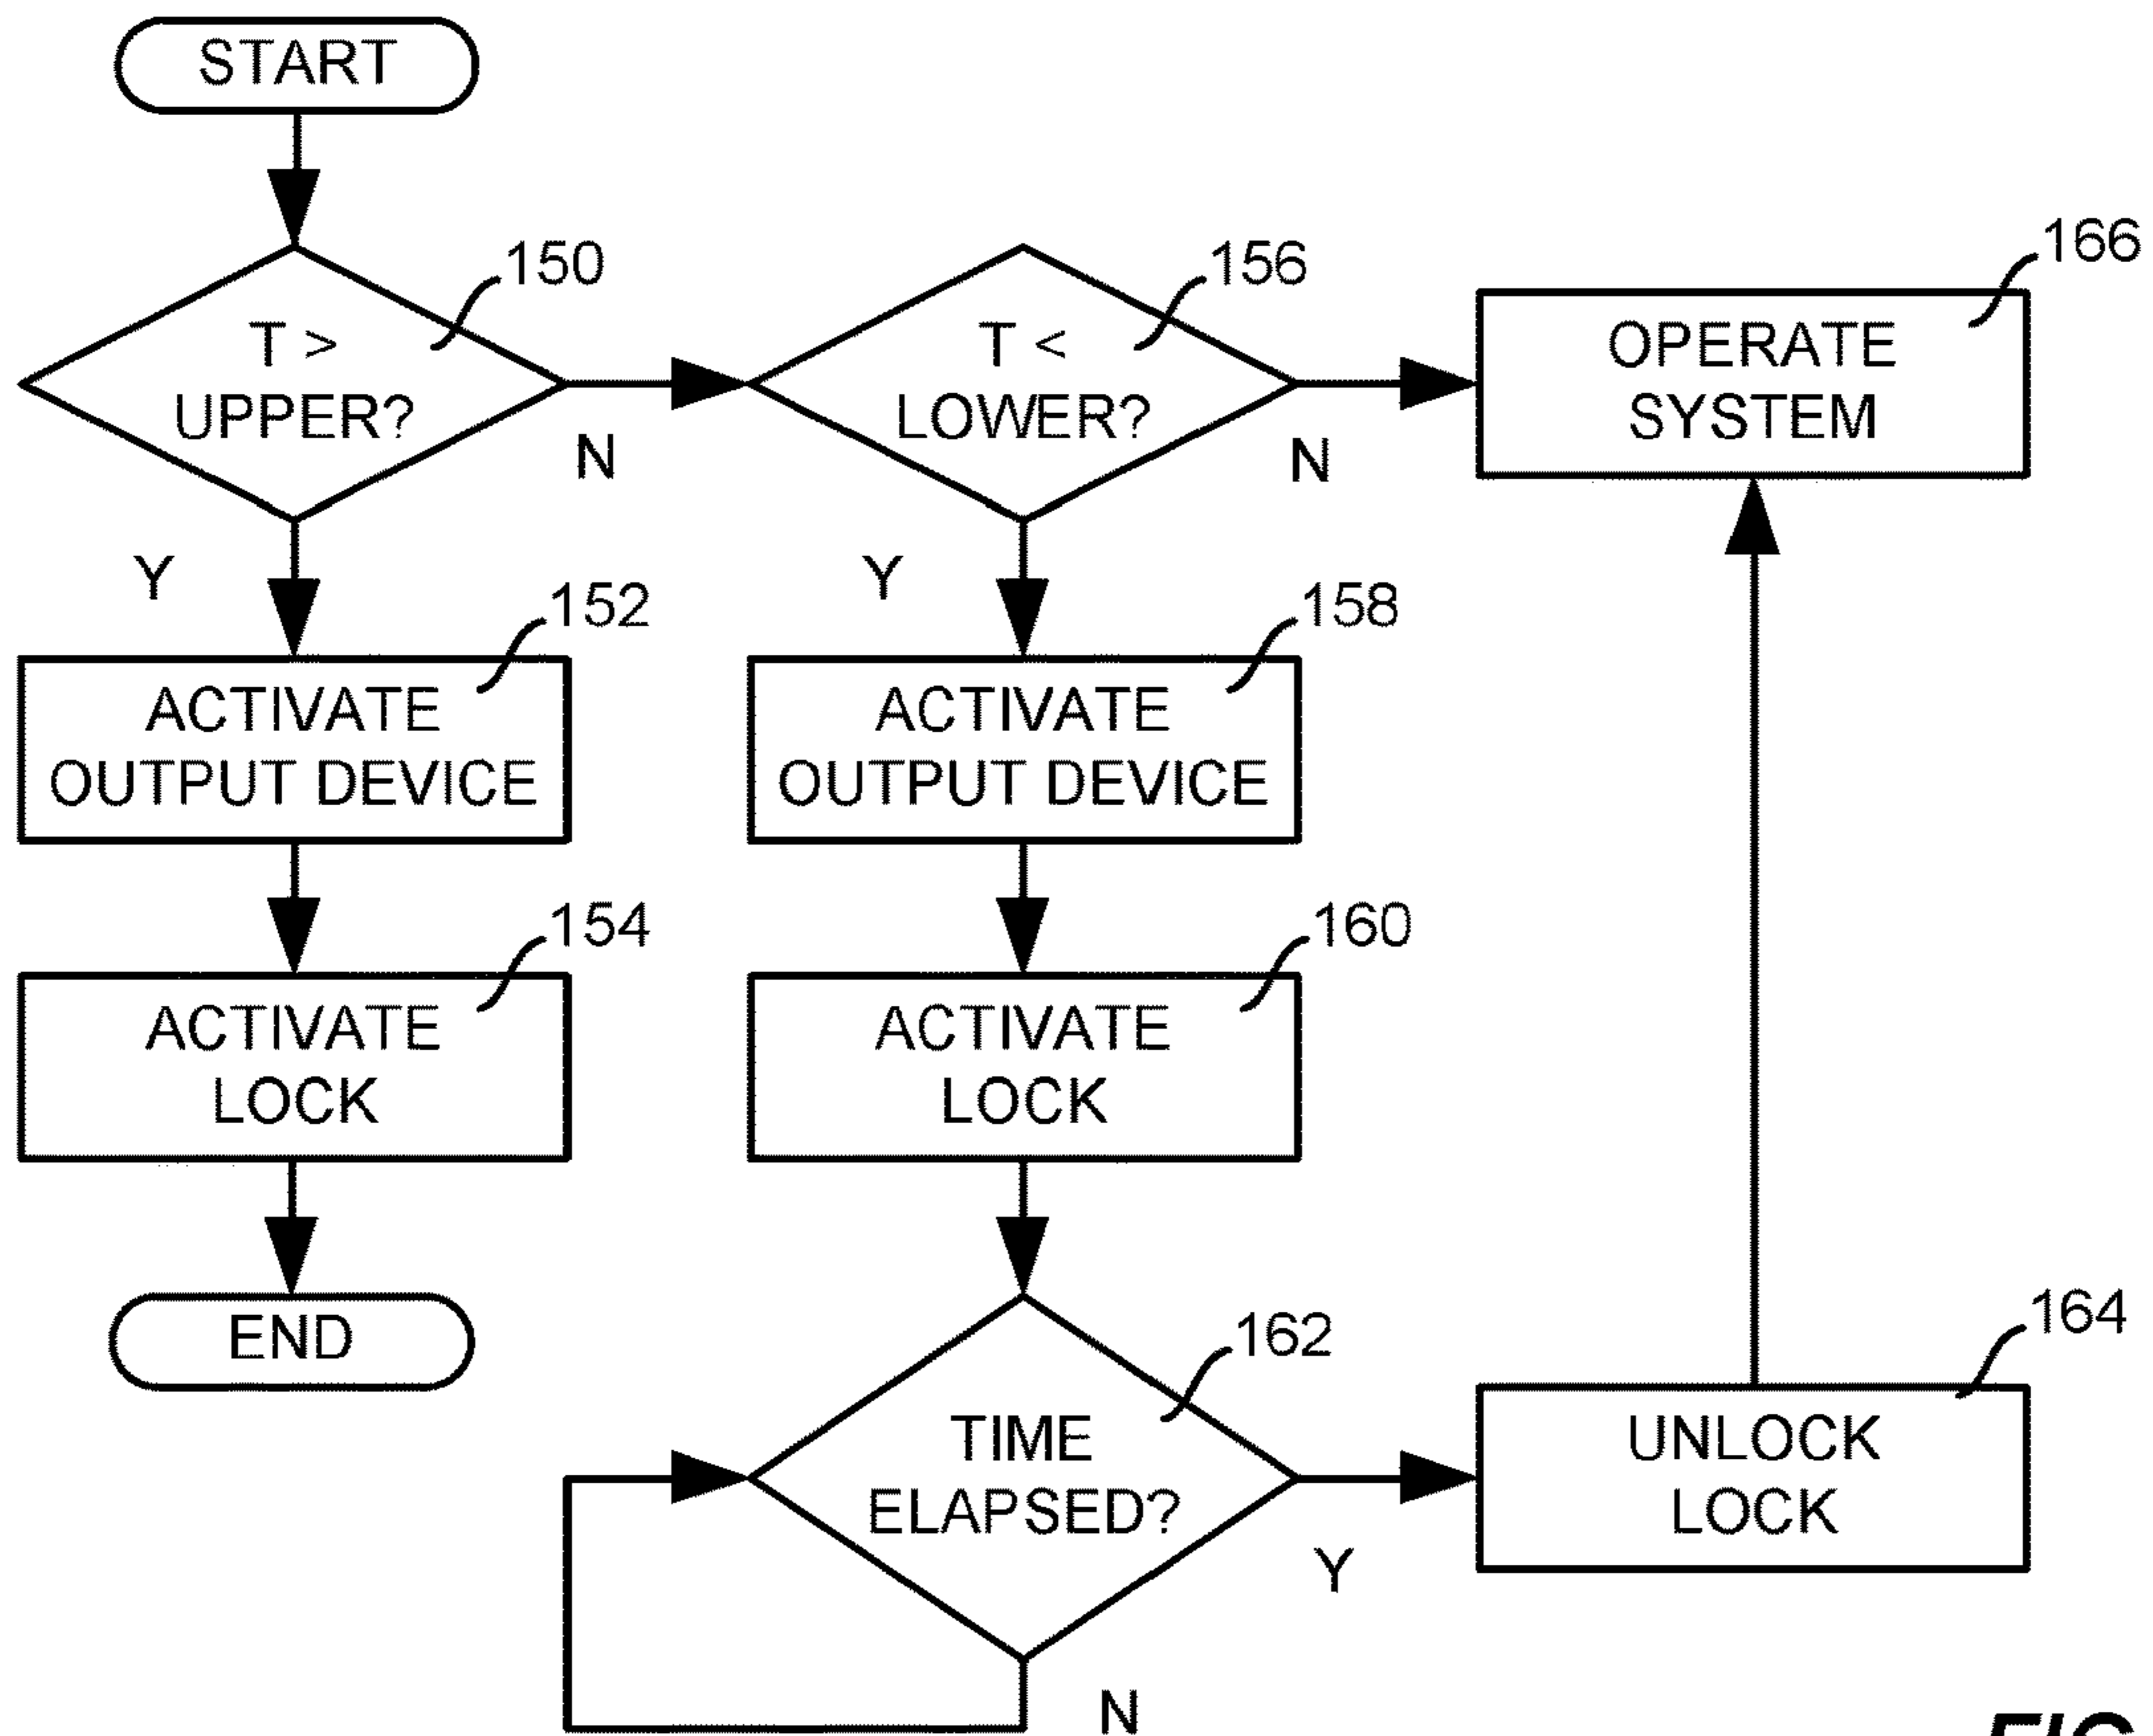 START
150
T >
UPPER?
N
Y
156
T <
LOWER?
N
Y
166
OPERATE
SYSTEM
152
ACTIVATE
OUTPUT DEVICE
158
ACTIVATE
OUTPUT DEVICE
154
ACTIVATE
LOCK
160
ACTIVATE
LOCK
END
162
TIME
ELAPSED?
Y
N
164
UNLOCK
LOCK